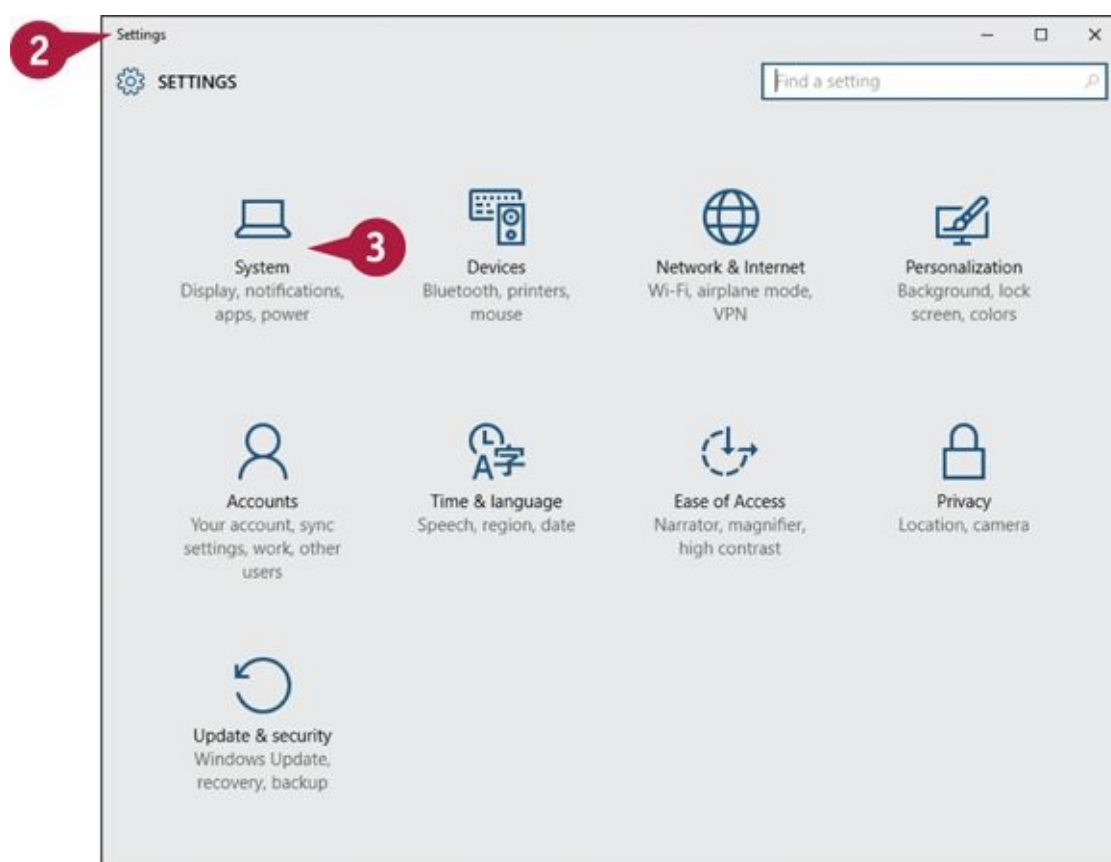 2
Settings
SETTINGS
Find a setting
3
System
Display, notifications,
apps, power
Devices
Bluetooth, printers,
mouse
Network & Internet
Wi-Fi, airplane mode,
VPN
Personalization
Background, lock
screen, colors
Accounts
Your account, sync
settings, work, other
users
A字
Time & language
Speech, region, date
Ease of Access
Narrator, magnifier,
high contrast
Privacy
Location, camera
Update & security
Windows Update,
recovery, backup